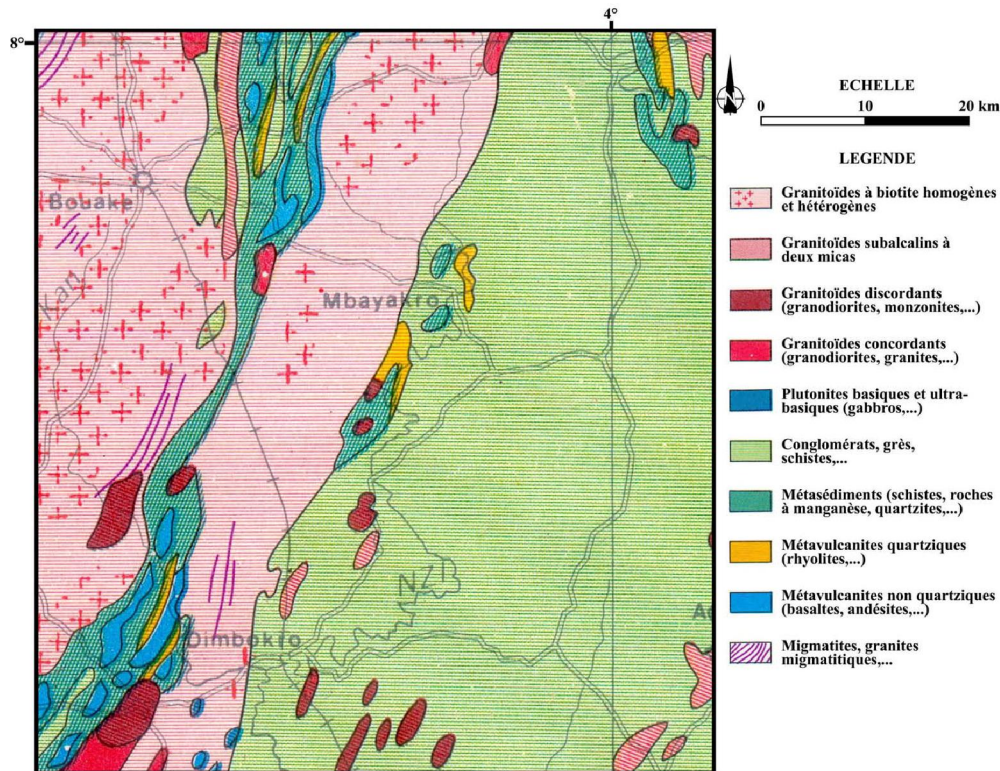 8°
4°
Bouake
Kan
Mbayakro
NZI
Dimbokro
N
ECHELLE
0 10 20 km
LEGENDE
Granitoïdes à biotite homogènes
et hétérogènes
Granitoïdes subalcalins à
deux micas
Granitoïdes discordants
(granodiorites, monzonites,...)
Granitoïdes concordants
(granodiorites, granites,...)
Plutonites basiques et ultra-
basiques (gabbros,...)
Conglomérats, grès,
schistes,...
Métasédiments (schistes, roches
à manganèse, quartzites,...)
Métavulcanites quartziques
(rhyolites,...)
Métavulcanites non quartziques
(basaltes, andésites,...)
Migmatites, granites
migmatitiques,...